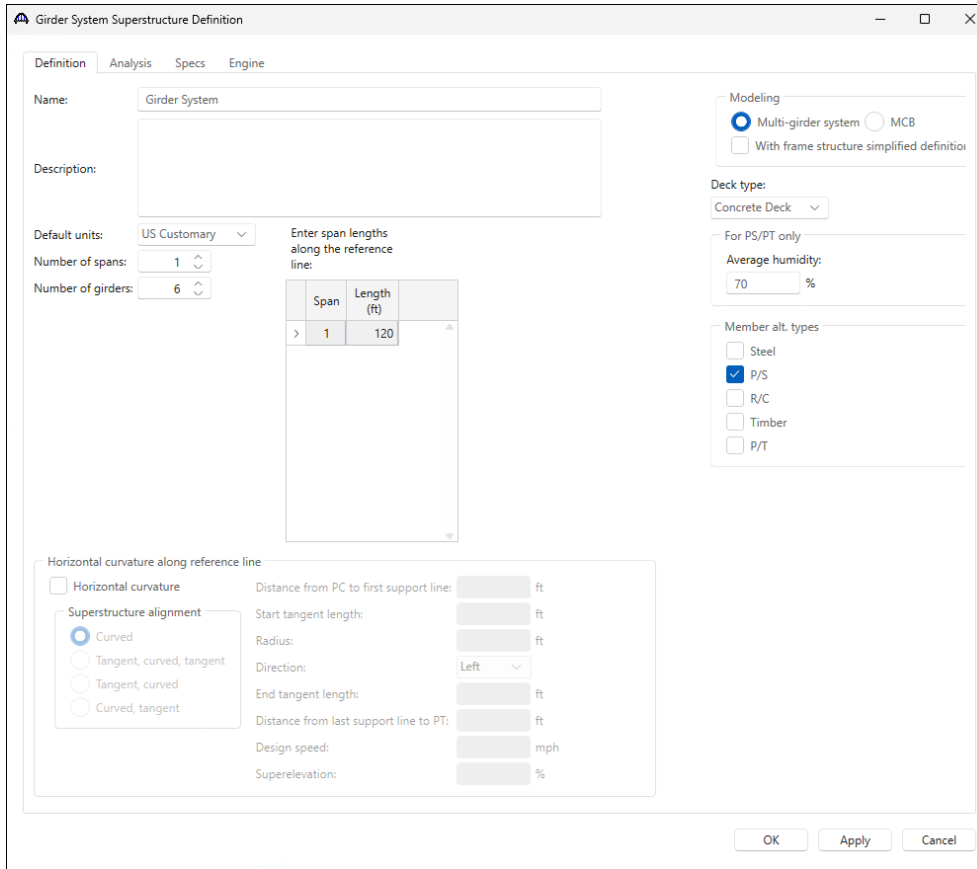 Girder System Superstructure Definition
Definition Analysis Specs Engine
Name: Girder System
Description:
Default units: US Customary
Number of spans: 1
Number of girders: 6
Enter span lengths
along the reference
line:
Span Length
(ft)
1 120
Modeling
Multi-girder system MCB
With frame structure simplified definition
Deck type:
Concrete Deck
For PS/PT only
Average humidity:
70 %
Member alt. types
Steel
P/S
R/C
Timber
P/T
Horizontal curvature along reference line
Horizontal curvature
Superstructure alignment
Curved
Tangent, curved, tangent
Tangent, curved
Curved, tangent
Distance from PC to first support line: ft
Start tangent length: ft
Radius: ft
Direction: Left
End tangent length: ft
Distance from last support line to PT: ft
Design speed: mph
Superelevation: %
OK Apply Cancel